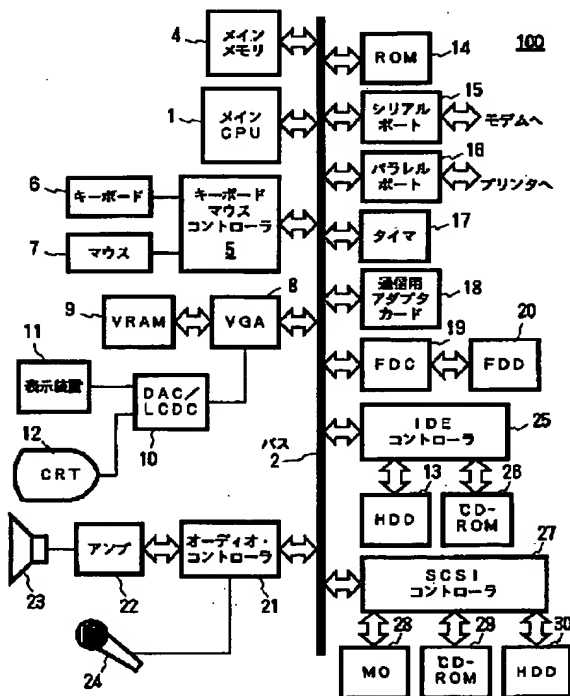 100
4
メイン
メモリ
1
メイン
CPU
6
キーボード
7
マウス
キーボード
マウス
コントローラ
5
8
9
VRAM
VGA
11
表示装置
DAC/
LCDC
10
12
CRT
バス
2
アンプ
22
オーディオ・
コントローラ
21
23
24
14
ROM
15
シリアル
ポート
モデムへ
16
パラレル
ポート
プリンタへ
17
タイマ
通信用
アダプタ
カード
18
19
FDC
20
FDD
IDE
コントローラ
25
13
HDD
26
CD-
ROM
27
SCSI
コントローラ
28
MO
29
CD-
ROM
30
HDD